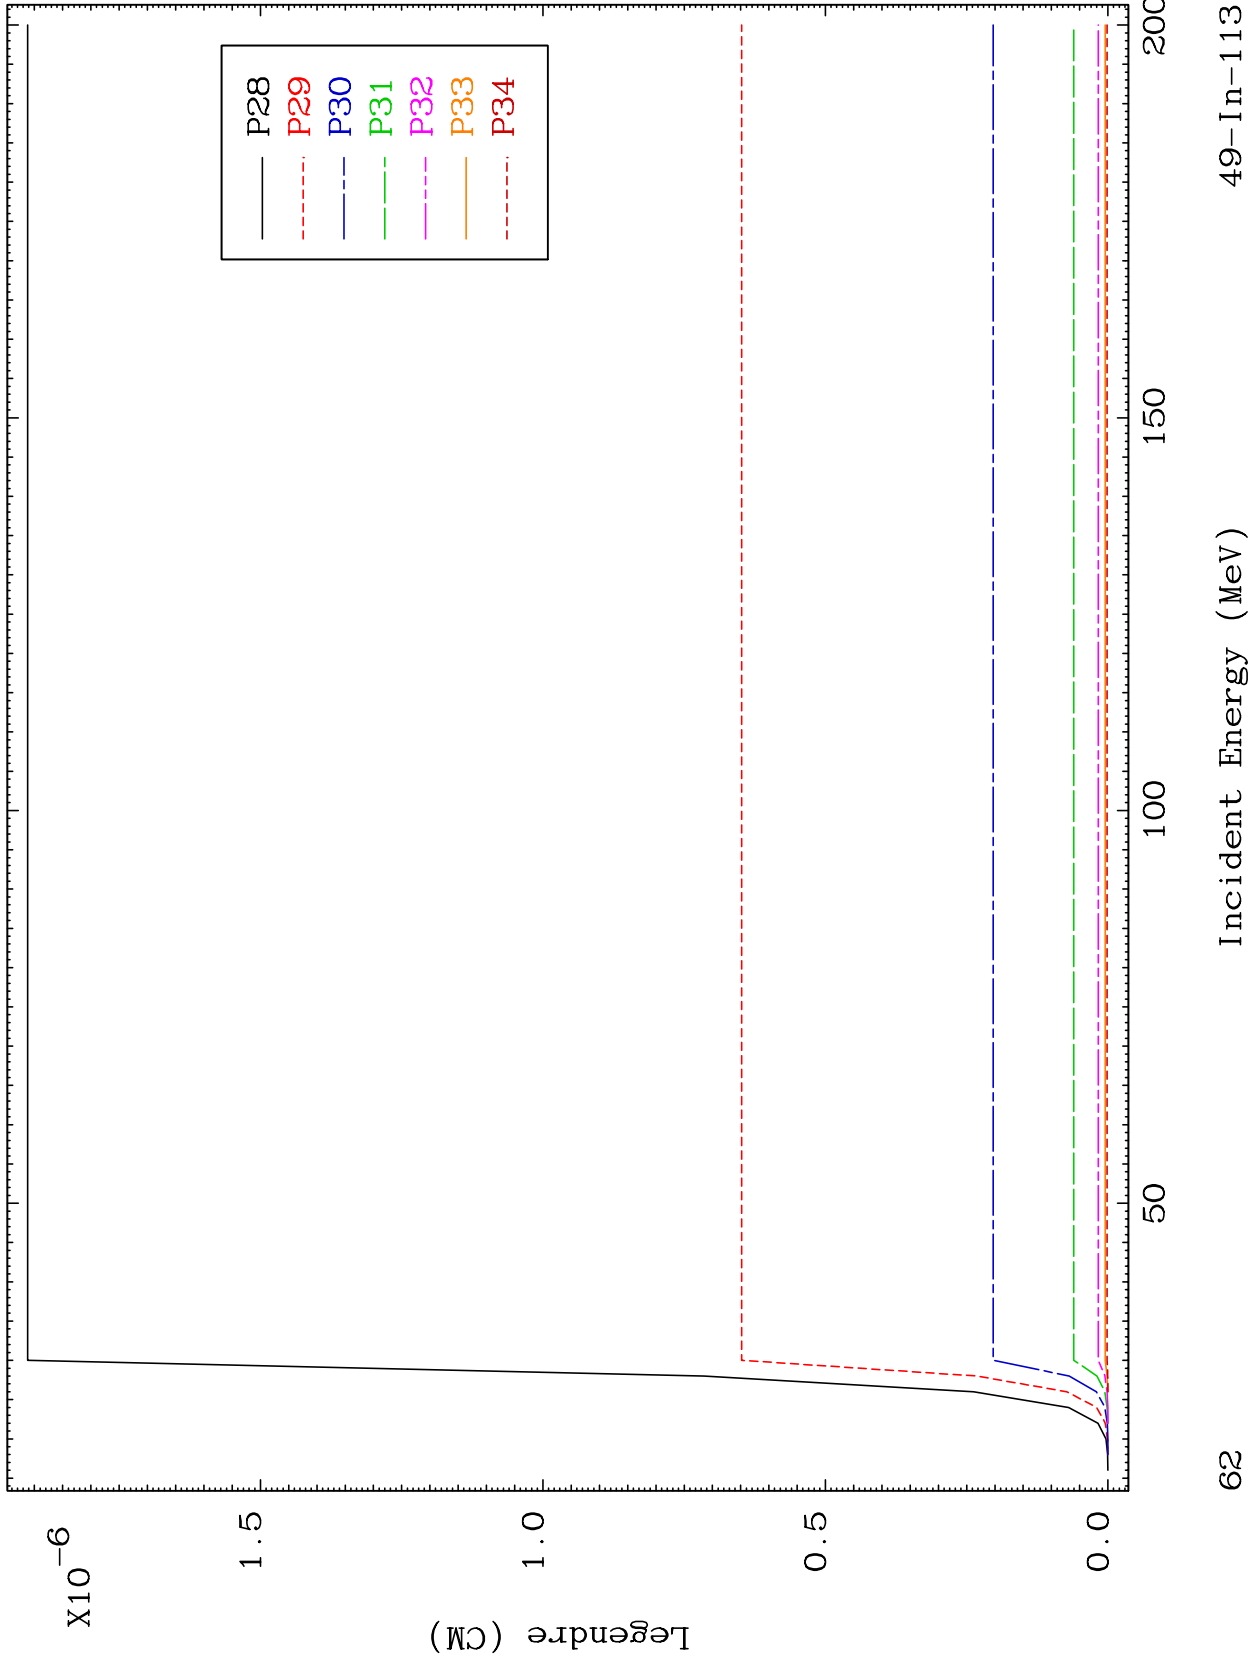 X10-6
1.5
1.0
0.5
0.0
Legendre (CM)
P28
P29
P30
P31
P32
P33
P34
50
100
150
200
Incident Energy (MeV)
62
49-In-113